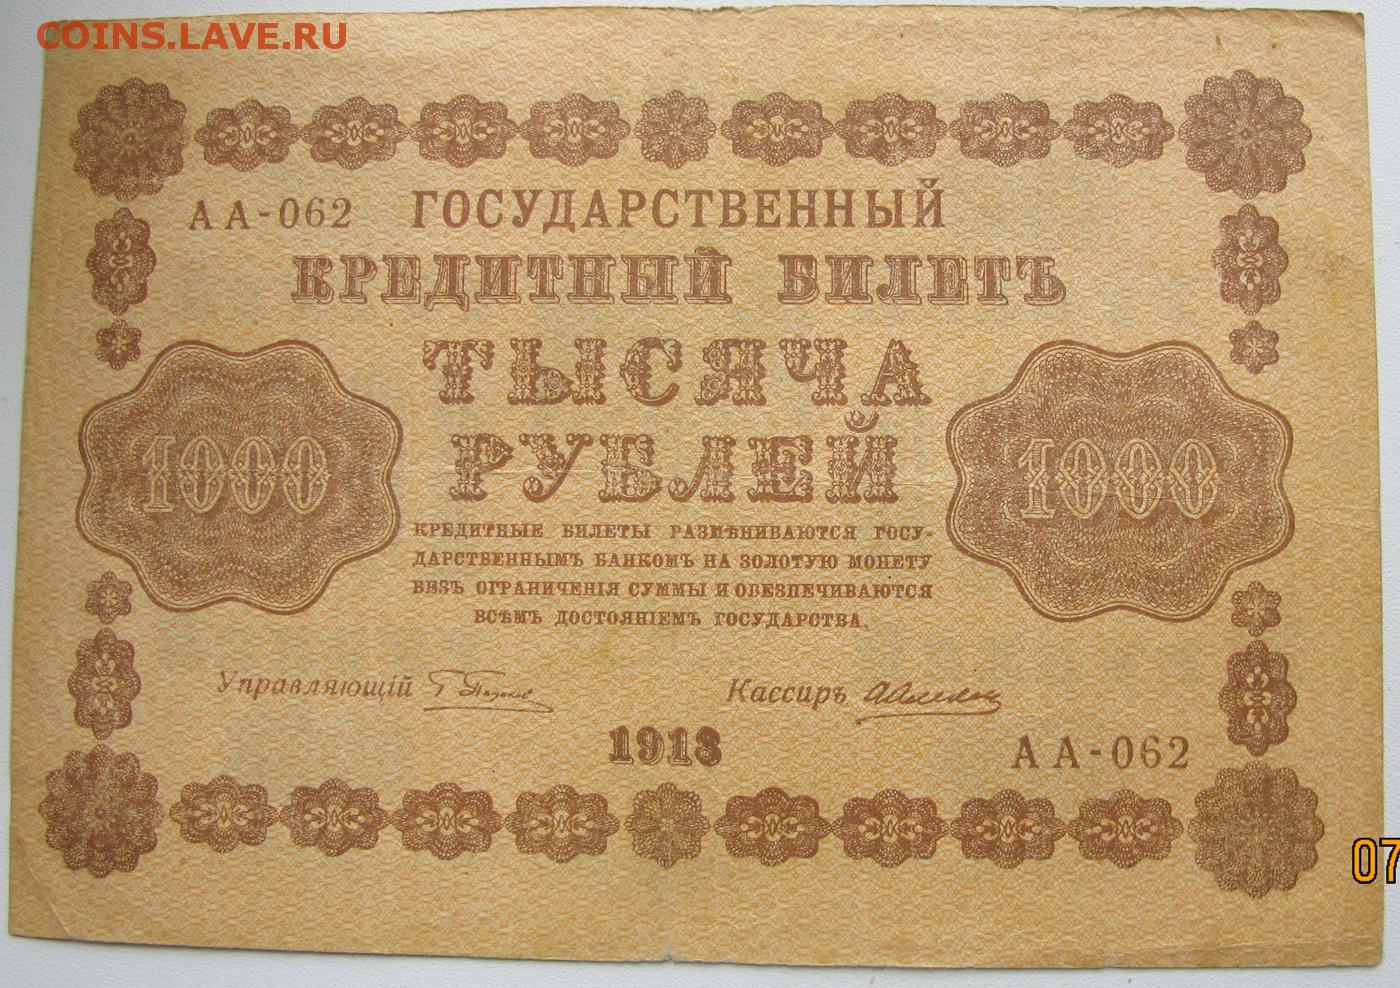 COINS.LAVE.RU
АА-062 ГОСУДАРСТВЕННЫЙ
КРЕДИТНЫЙ БИЛЕТЪ
ТЫСЯЧА
РУБЛЕЙ
1000 1000
КРЕДИТНЫЕ БИЛЕТЫ РАЗМѢНИВАЮТСЯ ГОСУ-
ДАРСТВЕННЫМЪ БАНКОМЪ НА ЗОЛОТУЮ МОНЕТУ
БЕЗЪ ОГРАНИЧЕНІЯ СУММЫ И ОБЕЗПЕЧИВАЮТСЯ
ВСѢМЪ ДОСТОЯНІЕМЪ ГОСУДАРСТВА.
Управляющій Кассиръ
1918
АА-062
07